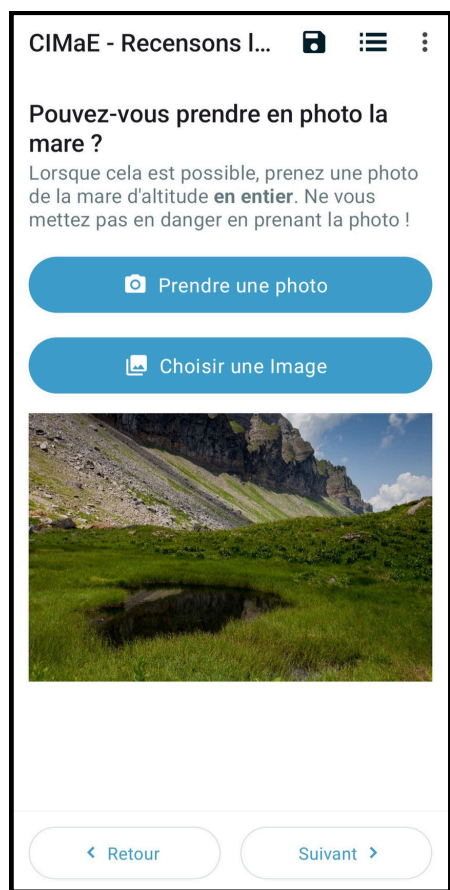 CIMaE - Recensons l...
Pouvez-vous prendre en photo la
mare ?
Lorsque cela est possible, prenez une photo
de la mare d'altitude en entier. Ne vous
mettez pas en danger en prenant la photo !
Prendre une photo
Choisir une Image
Retour
Suivant